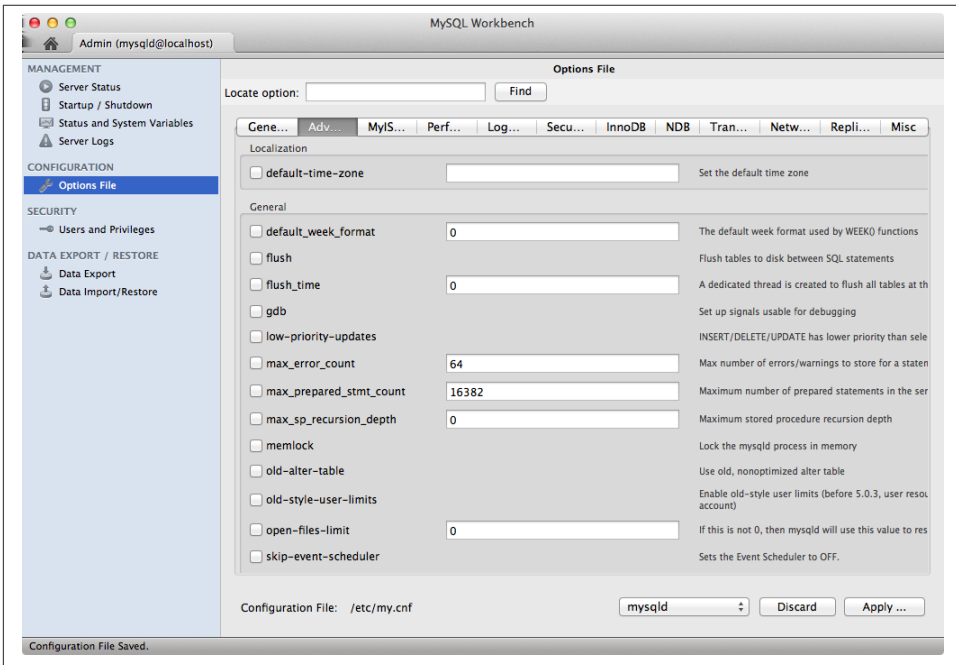 MySQL Workbench
Admin (mysqld@localhost)
MANAGEMENT
Server Status
Startup / Shutdown
Status and System Variables
Server Logs
CONFIGURATION
Options File
SECURITY
Users and Privileges
DATA EXPORT / RESTORE
Data Export
Data Import/Restore
Options File
Locate option: Find
Gene... Adv... MyIS... Perf... Log... Secu... InnoDB NDB Tran... Netw... Repli... Misc
Localization
default-time-zone Set the default time zone
General
default_week_format 0 The default week format used by WEEK() functions
flush Flush tables to disk between SQL statements
flush_time 0 A dedicated thread is created to flush all tables at th
gdb Set up signals usable for debugging
low-priority-updates INSERT/DELETE/UPDATE has lower priority than sele
max_error_count 64 Max number of errors/warnings to store for a staten
max_prepared_stmt_count 16382 Maximum number of prepared statements in the ser
max_sp_recursion_depth 0 Maximum stored procedure recursion depth
memlock Lock the mysqld process in memory
old-alter-table Use old, nonoptimized alter table
old-style-user-limits Enable old-style user limits (before 5.0.3, user resou
account)
open-files-limit 0 If this is not 0, then mysqld will use this value to res
skip-event-scheduler Sets the Event Scheduler to OFF.
Configuration File: /etc/my.cnf mysqld Discard Apply ...
Configuration File Saved.